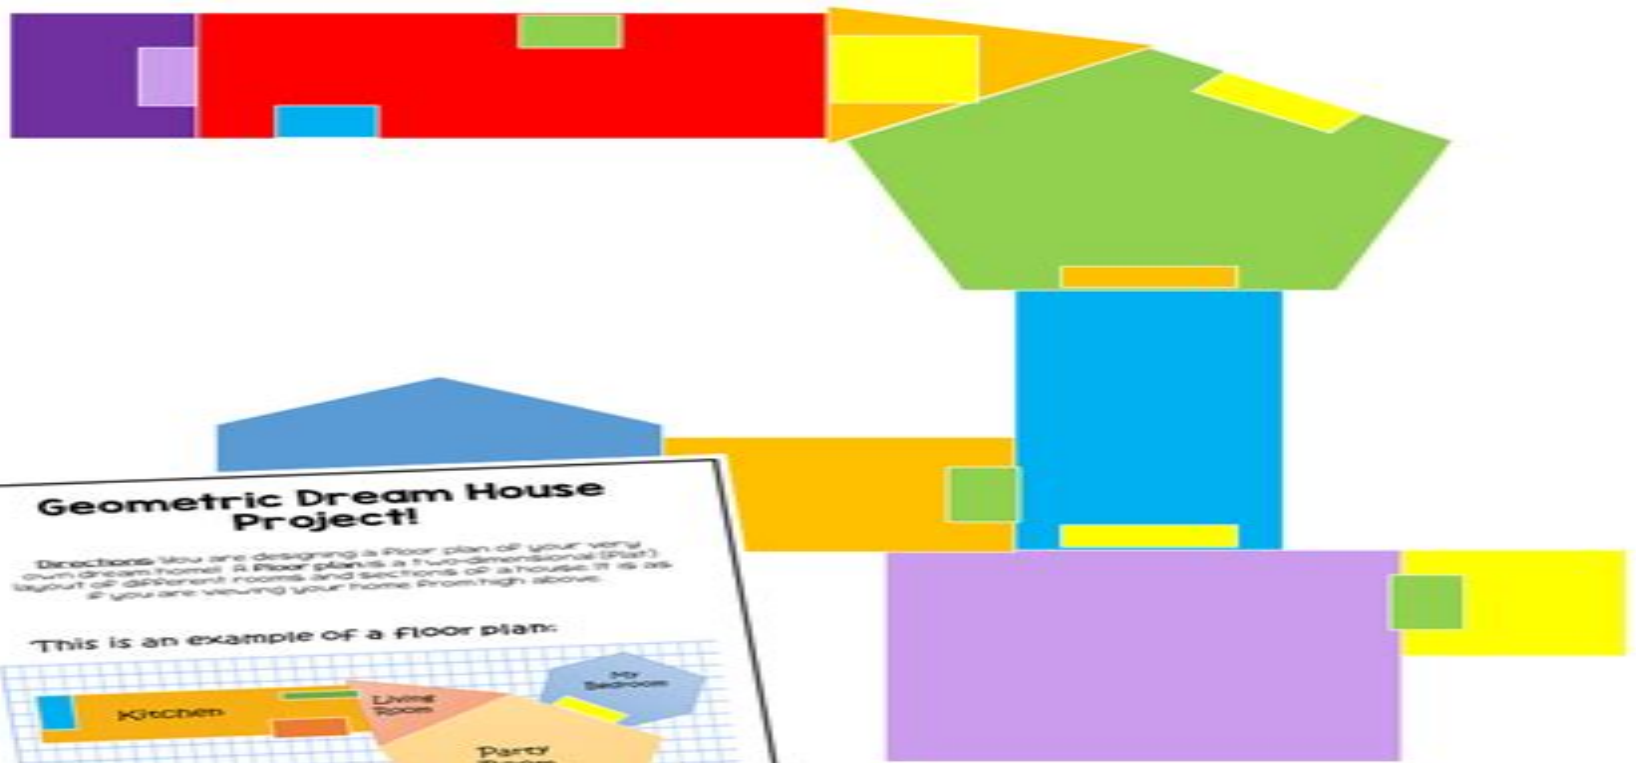 Geometric Dream House
Project!
Directions: You are designing a floor plan of your very
own dream home! A floor plan is a two-dimensional (flat)
layout of different rooms and sections of a house. It is as
if you are viewing your home from high above.
This is an example of a floor plan:
My
Bedroom
Living
Room
Kitchen
Party